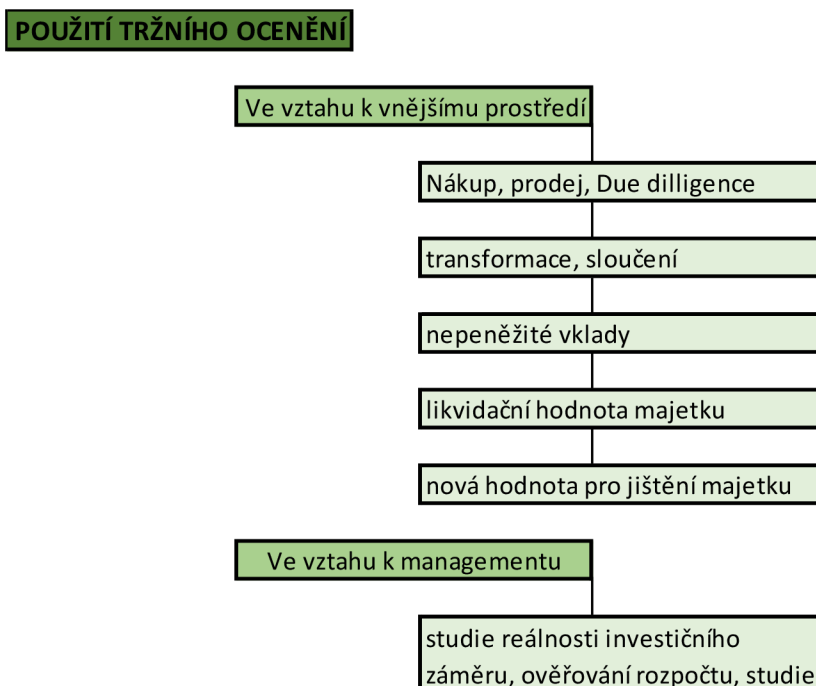 POUŽITÍ TRŽNÍHO OCENĚNÍ
Ve vztahu k vnějšímu prostředí
Nákup, prodej, Due dilligence
transformace, sloučení
nepeněžité vklady
likvidační hodnota majetku
nová hodnota pro jištění majetku
Ve vztahu k managementu
studie reálnosti investičního
záměru, ověřování rozpočtu, studie